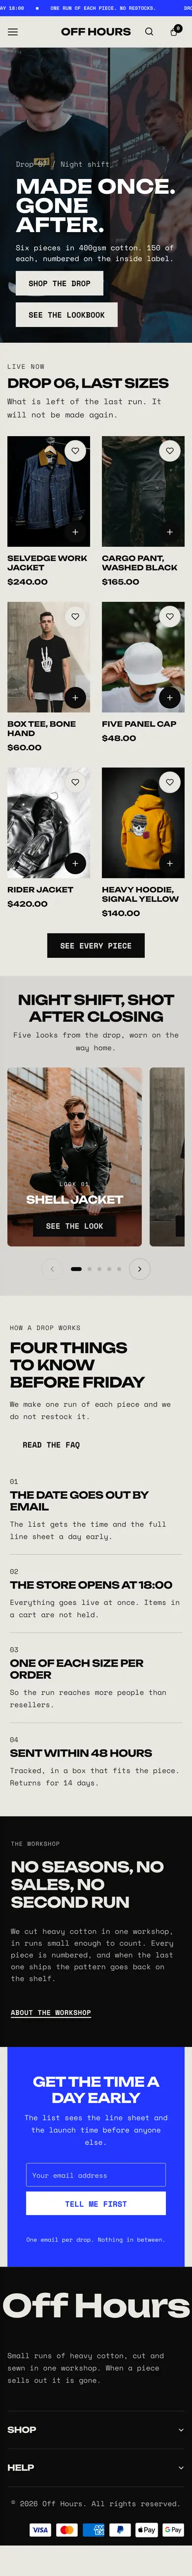 AY 18:00 • ONE RUN OF EACH PIECE. NO RESTOCKS. DRO
OFF HOURS
0
Drop 07 / Night shift
MADE ONCE.
GONE
AFTER.
Six pieces in 400gsm cotton. 150 of
each, numbered on the inside label.
SHOP THE DROP
SEE THE LOOKBOOK
LIVE NOW
DROP 06, LAST SIZES
What is left of the last run. It
will not be made again.
SELVEDGE WORK
JACKET
$240.00
CARGO PANT,
WASHED BLACK
$165.00
BOX TEE, BONE
HAND
$60.00
FIVE PANEL CAP
$48.00
RIDER JACKET
$420.00
HEAVY HOODIE,
SIGNAL YELLOW
$140.00
SEE EVERY PIECE
NIGHT SHIFT, SHOT
AFTER CLOSING
Five looks from the drop, worn on the
way home.
LOOK 01
SHELL JACKET
SEE THE LOOK
HOW A DROP WORKS
FOUR THINGS
TO KNOW
BEFORE FRIDAY
We make one run of each piece and we
do not restock it.
READ THE FAQ
01
THE DATE GOES OUT BY
EMAIL
The list gets the time and the full
line sheet a day early.
02
THE STORE OPENS AT 18:00
Everything goes live at once. Items in
a cart are not held.
03
ONE OF EACH SIZE PER
ORDER
So the run reaches more people than
resellers.
04
SENT WITHIN 48 HOURS
Tracked, in a box that fits the piece.
Returns for 14 days.
THE WORKSHOP
NO SEASONS, NO
SALES, NO
SECOND RUN
We cut heavy cotton in one workshop,
in runs small enough to count. Every
piece is numbered, and when the last
one ships the pattern goes back on
the shelf.
ABOUT THE WORKSHOP
GET THE TIME A
DAY EARLY
The list sees the line sheet and
the launch time before anyone
else.
Your email address
TELL ME FIRST
One email per drop. Nothing in between.
Off Hours
Small runs of heavy cotton, cut and
sewn in one workshop. When a piece
sells out it is gone.
SHOP
HELP
© 2026 Off Hours. All rights reserved.
VISA
PayPal
Pay
G Pay